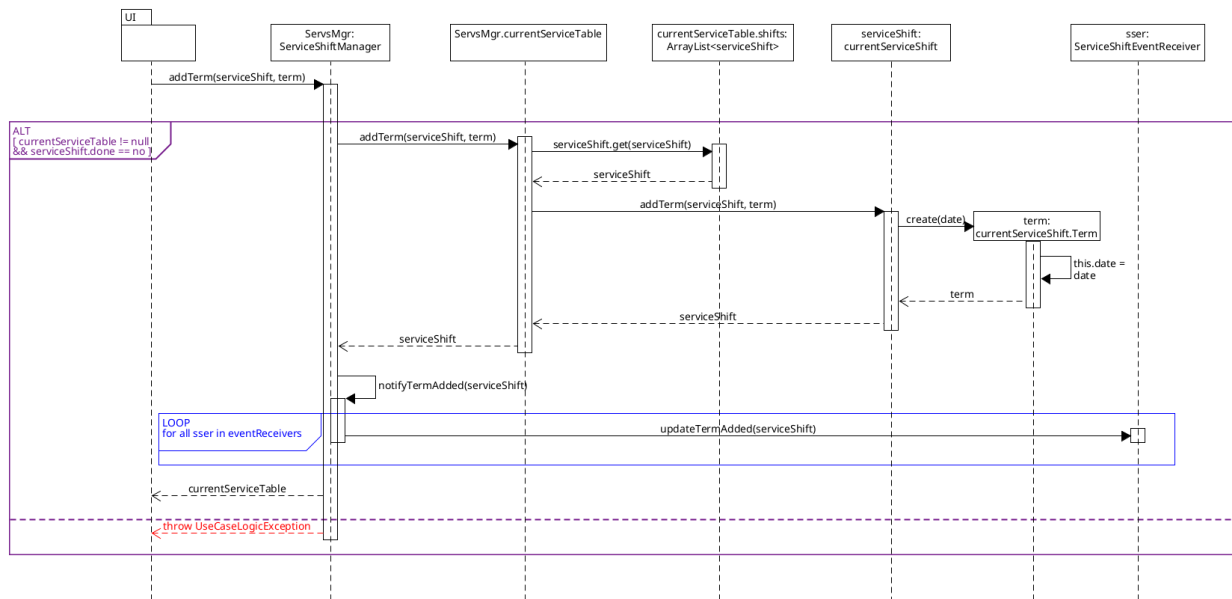 UI
ServsMgr:
ServiceShiftManager
ServsMgr.currentServiceTable
currentServiceTable.shifts:
ArrayList<serviceShift>
serviceShift:
currentServiceShift
sser:
ServiceShiftEventReceiver
addTerm(serviceShift, term)
ALT
[ currentServiceTable != null
&& serviceShift.done == no ]
addTerm(serviceShift, term)
serviceShift.get(serviceShift)
serviceShift
addTerm(serviceShift, term)
create(date)
term:
currentServiceShift.Term
this.date =
date
term
serviceShift
serviceShift
notifyTermAdded(serviceShift)
LOOP
for all sser in eventReceivers
updateTermAdded(serviceShift)
currentServiceTable
throw UseCaseLogicException